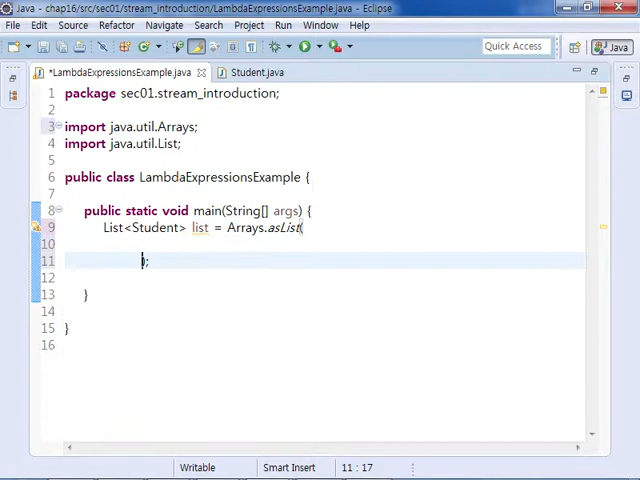 Java - chap16/src/sec01/stream_introduction/LambdaExpressionsExample.java - Eclipse
File Edit Source Refactor Navigate Search Project Run Window Help
Quick Access Java
*LambdaExpressionsExample.java Student.java
1 package sec01.stream_introduction;
2
3 import java.util.Arrays;
4 import java.util.List;
5
6 public class LambdaExpressionsExample {
7
8 public static void main(String[] args) {
9 List<Student> list = Arrays.asList(
10
11 );
12
13 }
14
15 }
16
Writable Smart Insert 11 : 17